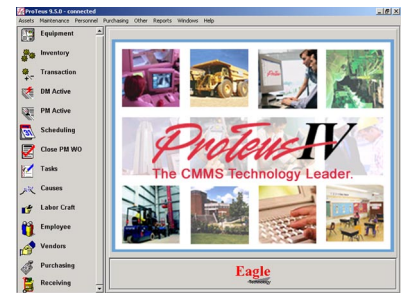 ProTeus 9.5.0 - connected
Assets Maintenance Personnel Purchasing Other Reports Windows Help
Equipment
Inventory
Transaction
DM Active
PM Active
Scheduling
Close PM WO
Tasks
Causes
Labor Craft
Employee
Vendors
Purchasing
Receiving
ProTeus IV
The CMMS Technology Leader.
Eagle
Technology